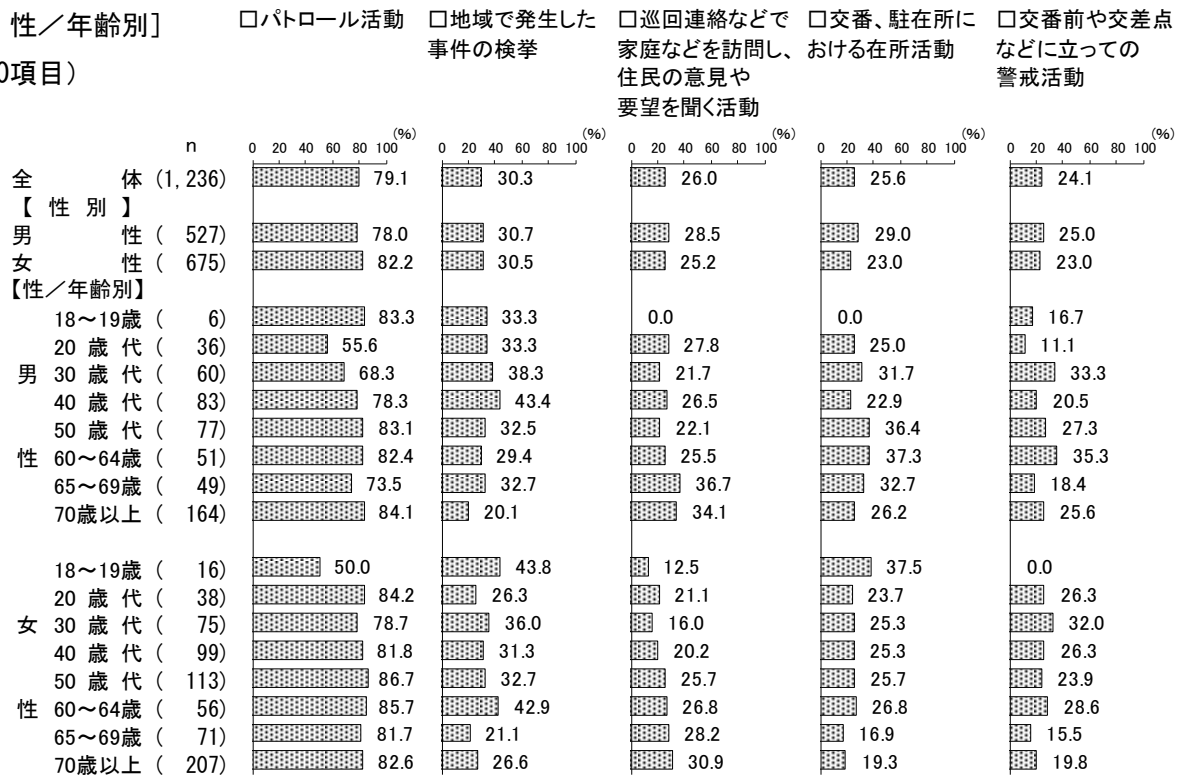 性／年齢別］
0項目）
□パトロール活動 □地域で発生した事件の検挙 □巡回連絡などで家庭などを訪問し、住民の意見や要望を聞く活動 □交番、駐在所における在所活動 □交番前や交差点などに立っての警戒活動
(%) (%) (%) (%) (%)
n 0 20 40 60 80 100 0 20 40 60 80 100 0 20 40 60 80 100 0 20 40 60 80 100 0 20 40 60 80 100
全体 (1,236) 79.1 30.3 26.0 25.6 24.1
【性別】
男性 ( 527) 78.0 30.7 28.5 29.0 25.0
女性 ( 675) 82.2 30.5 25.2 23.0 23.0
【性／年齢別】
18～19歳 ( 6) 83.3 33.3 0.0 0.0 16.7
20歳代 ( 36) 55.6 33.3 27.8 25.0 11.1
男 30歳代 ( 60) 68.3 38.3 21.7 31.7 33.3
40歳代 ( 83) 78.3 43.4 26.5 22.9 20.5
50歳代 ( 77) 83.1 32.5 22.1 36.4 27.3
性 60～64歳 ( 51) 82.4 29.4 25.5 37.3 35.3
65～69歳 ( 49) 73.5 32.7 36.7 32.7 18.4
70歳以上 ( 164) 84.1 20.1 34.1 26.2 25.6
18～19歳 ( 16) 50.0 43.8 12.5 37.5 0.0
20歳代 ( 38) 84.2 26.3 21.1 23.7 26.3
女 30歳代 ( 75) 78.7 36.0 16.0 25.3 32.0
40歳代 ( 99) 81.8 31.3 20.2 25.3 26.3
50歳代 ( 113) 86.7 32.7 25.7 25.7 23.9
性 60～64歳 ( 56) 85.7 42.9 26.8 26.8 28.6
65～69歳 ( 71) 81.7 21.1 28.2 16.9 15.5
70歳以上 ( 207) 82.6 26.6 30.9 19.3 19.8